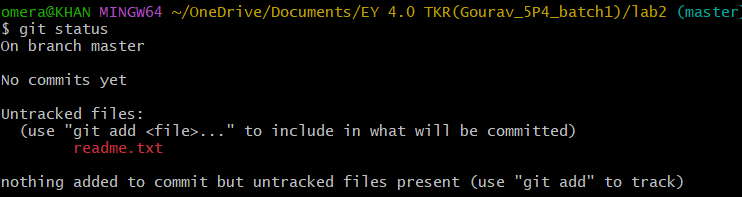 omera@KHAN MINGW64 ~/OneDrive/Documents/EY 4.0 TKR(Gourav_5P4_batch1)/lab2 (master)
$ git status
On branch master
No commits yet
Untracked files:
(use "git add <file>..." to include in what will be committed)
readme.txt
nothing added to commit but untracked files present (use "git add" to track)